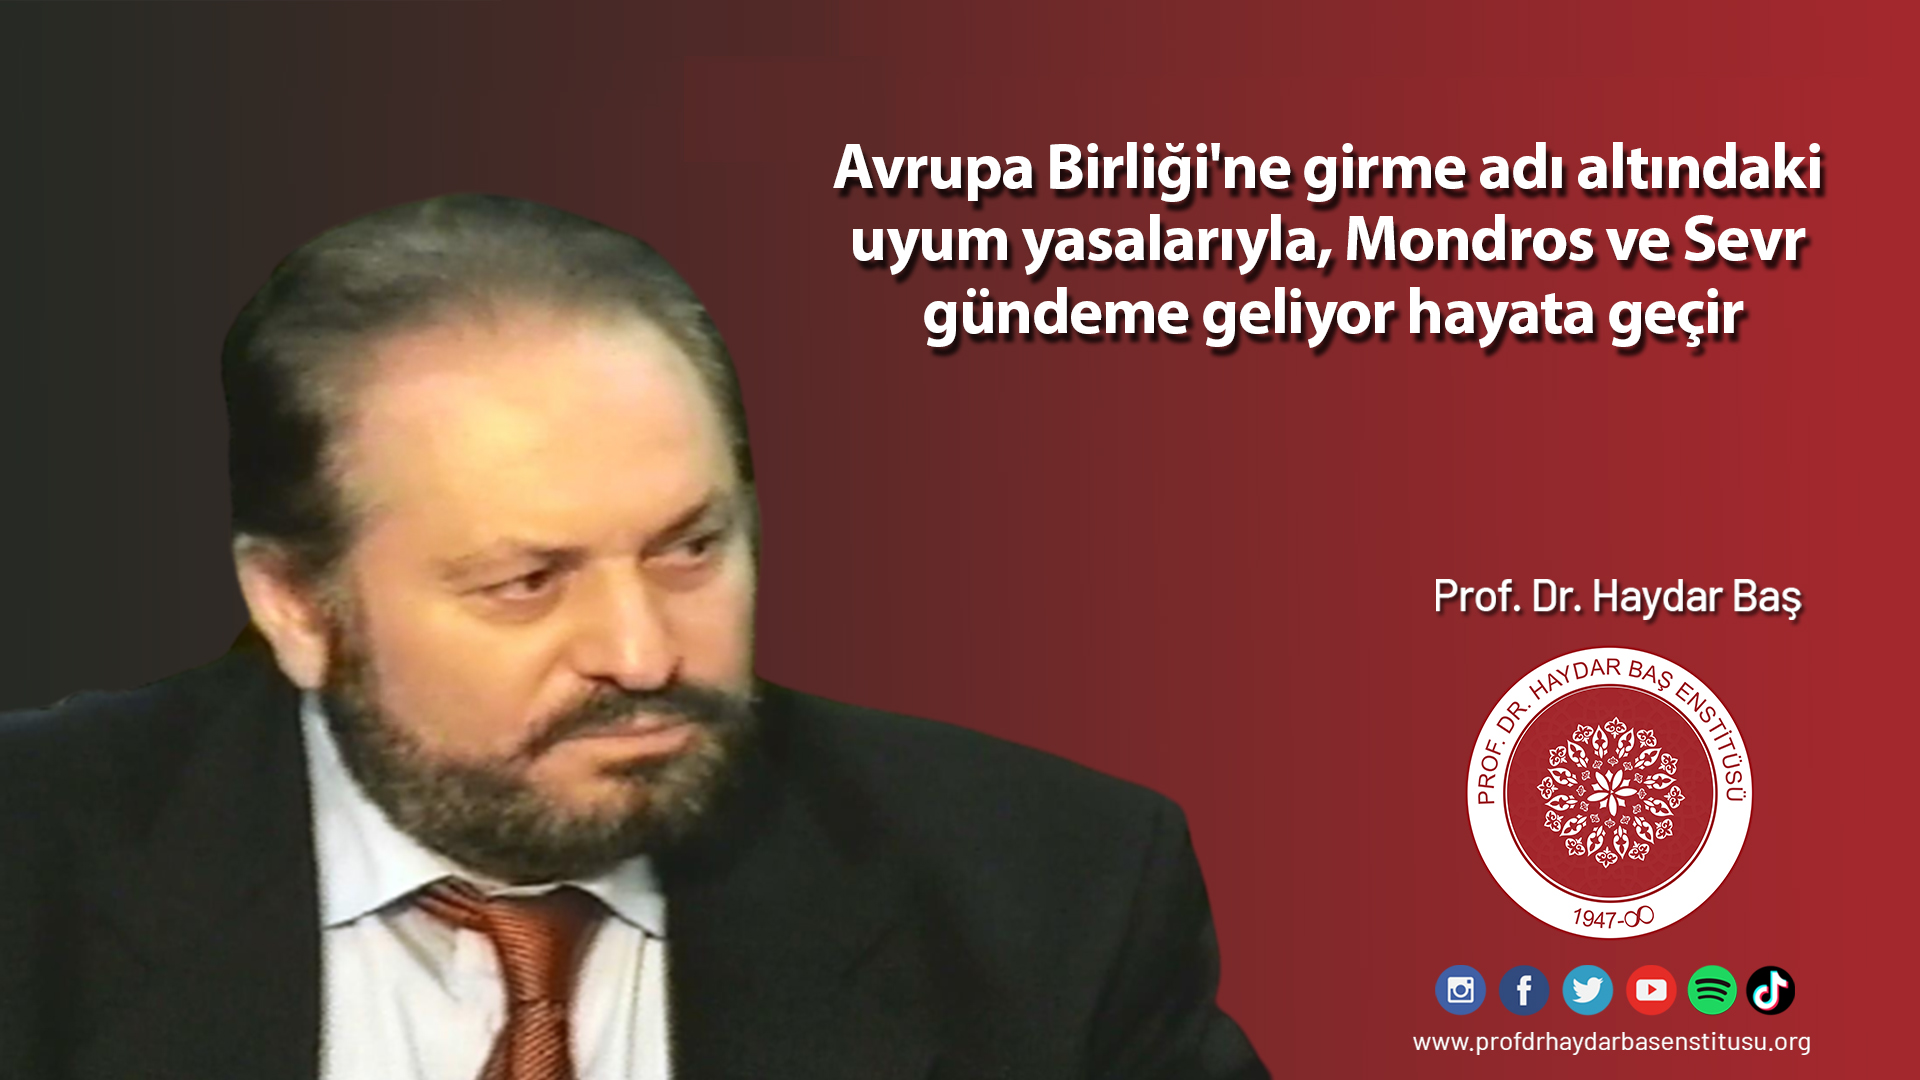 Avrupa Birliği'ne girme adı altındaki
uyum yasalarıyla, Mondros ve Sevr
gündeme geliyor hayata geçir
Prof. Dr. Haydar Baş
PROF. DR. HAYDAR BAŞ ENSTİTÜSÜ
1947-∞
www.profdrhaydarbasenstitusu.org